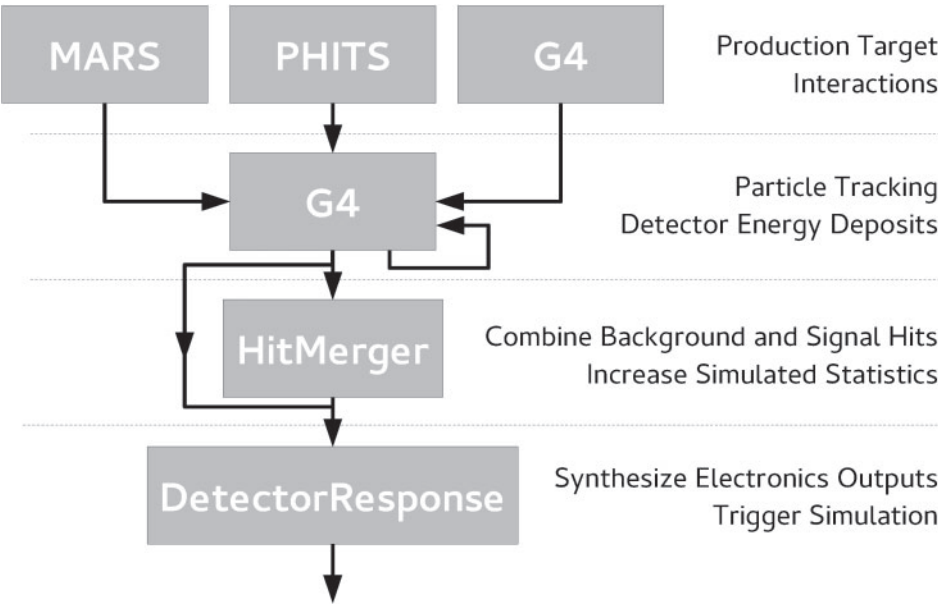 MARS
PHITS
G4
Production Target
Interactions
G4
Particle Tracking
Detector Energy Deposits
HitMerger
Combine Background and Signal Hits
Increase Simulated Statistics
DetectorResponse
Synthesize Electronics Outputs
Trigger Simulation